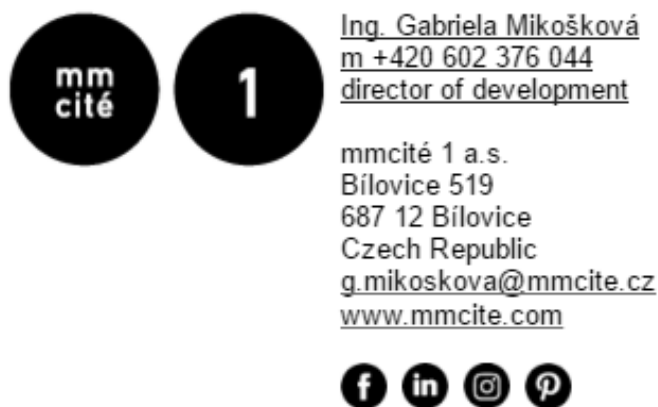 mm
cité
1
Ing. Gabriela Mikošková
m +420 602 376 044
director of development
mmcité 1 a.s.
Bílovice 519
687 12 Bílovice
Czech Republic
g.mikoskova@mmcite.cz
www.mmcite.com